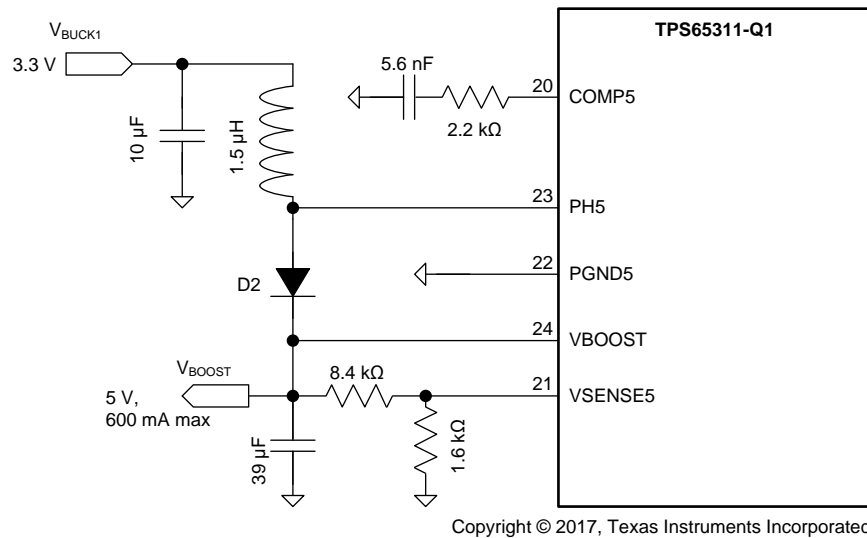 TPS65311-Q1
V_BUCK1
3.3 V
10 µF
1.5 µH
5.6 nF
2.2 kΩ
20
COMP5
23
PH5
22
PGND5
D2
24
VBOOST
V_BOOST
5 V,
600 mA max
8.4 kΩ
21
VSENSE5
39 µF
1.6 kΩ
Copyright © 2017, Texas Instruments Incorporated